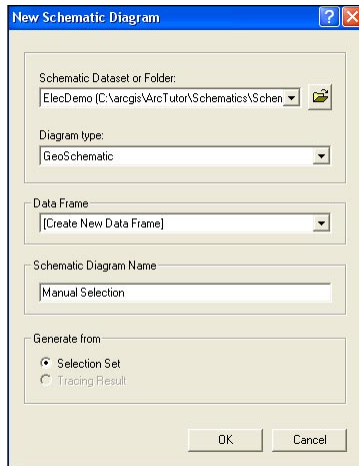 New Schematic Diagram
Schematic Dataset or Folder:
ElecDemo (C:\arcgis\ArcTutor\Schematics\Schen
Diagram type:
GeoSchematic
Data Frame
[Create New Data Frame]
Schematic Diagram Name
Manual Selection
Generate from
Selection Set
Tracing Result
OK
Cancel